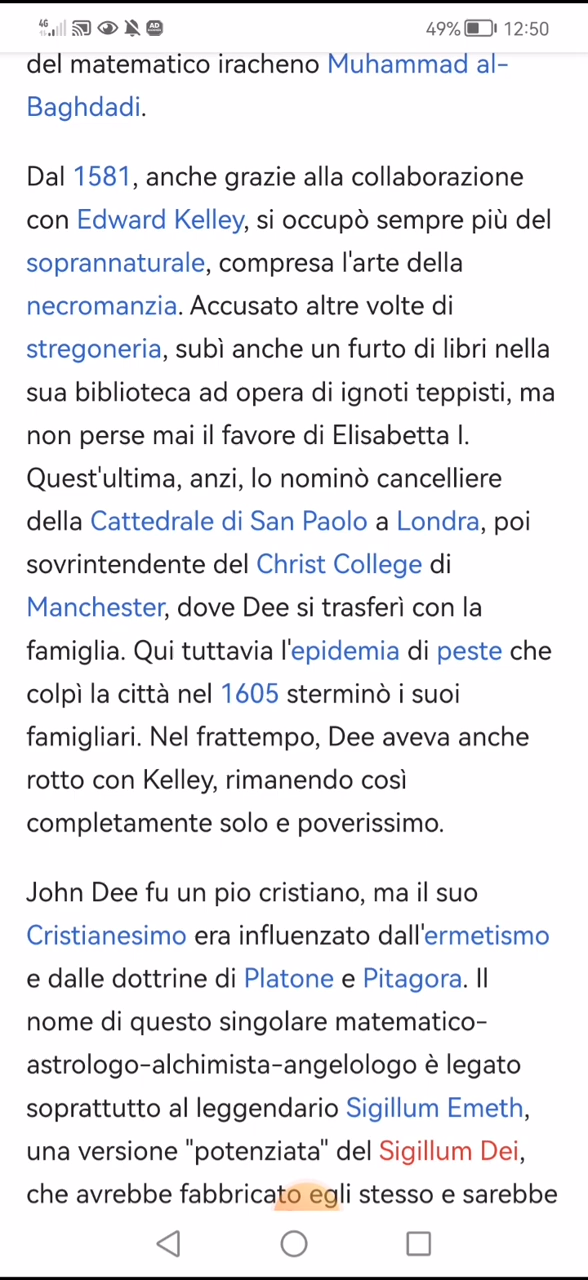 4G
AD
49%
12:50
del matematico iracheno Muhammad al-
Baghdadi.
Dal 1581, anche grazie alla collaborazione
con Edward Kelley, si occupò sempre più del
soprannaturale, compresa l'arte della
necromanzia. Accusato altre volte di
stregoneria, subì anche un furto di libri nella
sua biblioteca ad opera di ignoti teppisti, ma
non perse mai il favore di Elisabetta I.
Quest'ultima, anzi, lo nominò cancelliere
della Cattedrale di San Paolo a Londra, poi
sovrintendente del Christ College di
Manchester, dove Dee si trasferì con la
famiglia. Qui tuttavia l'epidemia di peste che
colpì la città nel 1605 sterminò i suoi
famigliari. Nel frattempo, Dee aveva anche
rotto con Kelley, rimanendo così
completamente solo e poverissimo.
John Dee fu un pio cristiano, ma il suo
Cristianesimo era influenzato dall'ermetismo
e dalle dottrine di Platone e Pitagora. Il
nome di questo singolare matematico-
astrologo-alchimista-angelologo è legato
soprattutto al leggendario Sigillum Emeth,
una versione "potenziata" del Sigillum Dei,
che avrebbe fabbricato egli stesso e sarebbe